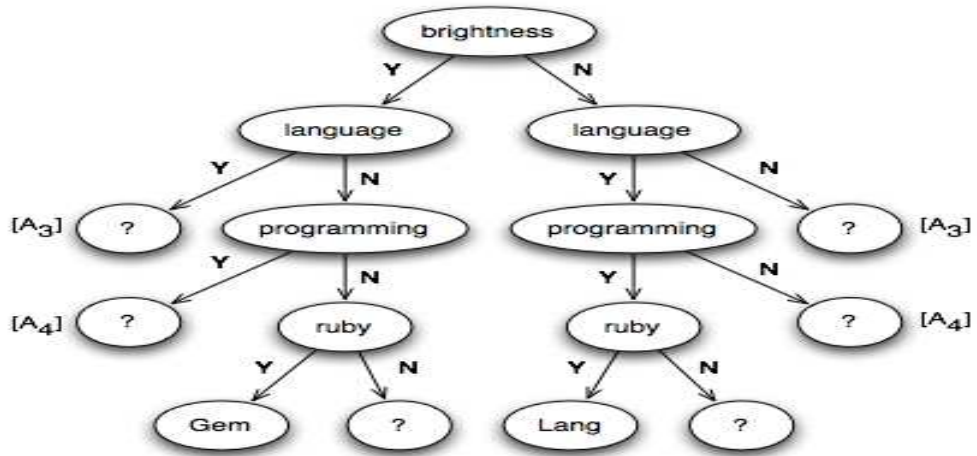 brightness
Y N
language language
Y N Y N
[A3] ? programming programming ? [A3]
Y N Y N
[A4] ? ruby ruby ? [A4]
Y N Y N
Gem ? Lang ?